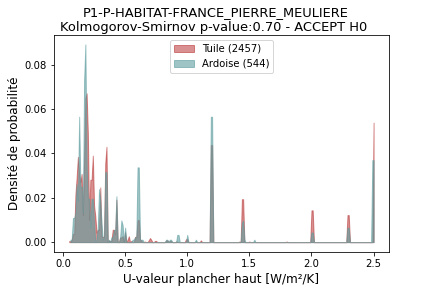 P1-P-HABITAT-FRANCE_PIERRE_MEULIERE
Kolmogorov-Smirnov p-value:0.70 - ACCEPT H0
Tuile (2457)
Ardoise (544)
Densité de probabilité
0.08
0.06
0.04
0.02
0.00
0.0 0.5 1.0 1.5 2.0 2.5
U-valeur plancher haut [W/m²/K]